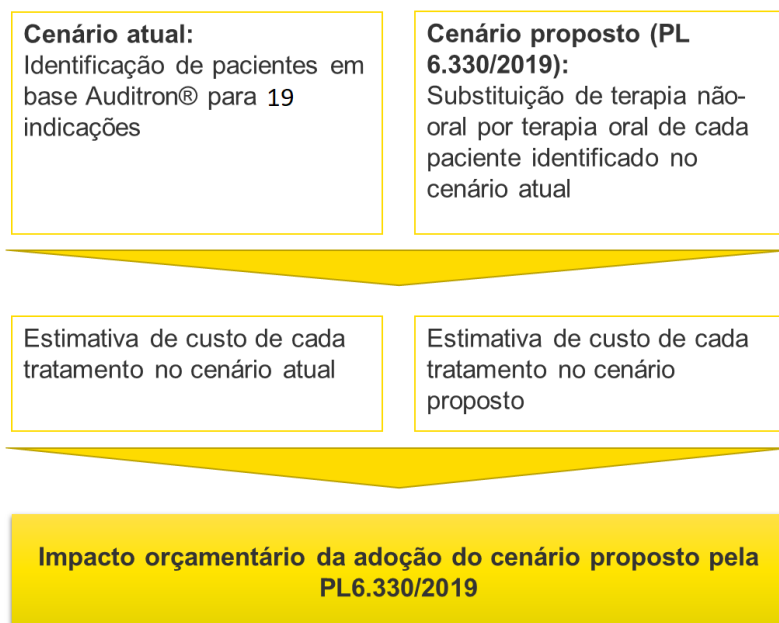 Cenário atual:
Identificação de pacientes em
base Auditron® para 19
indicações
Cenário proposto (PL
6.330/2019):
Substituição de terapia não-
oral por terapia oral de cada
paciente identificado no
cenário atual
Estimativa de custo de cada
tratamento no cenário atual
Estimativa de custo de cada
tratamento no cenário
proposto
Impacto orçamentário da adoção do cenário proposto pela
PL6.330/2019